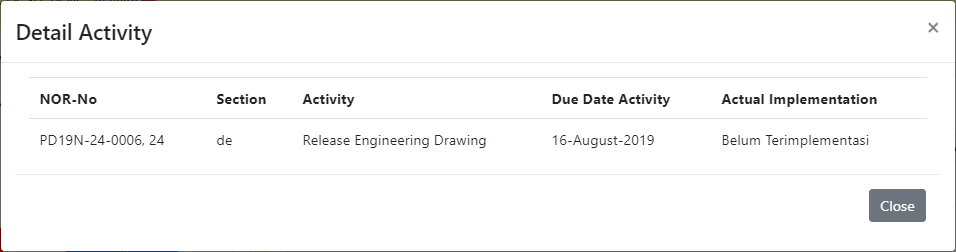 Detail Activity
×
NOR-No Section Activity Due Date Activity Actual Implementation
PD19N-24-0006, 24 de Release Engineering Drawing 16-August-2019 Belum Terimplementasi
Close